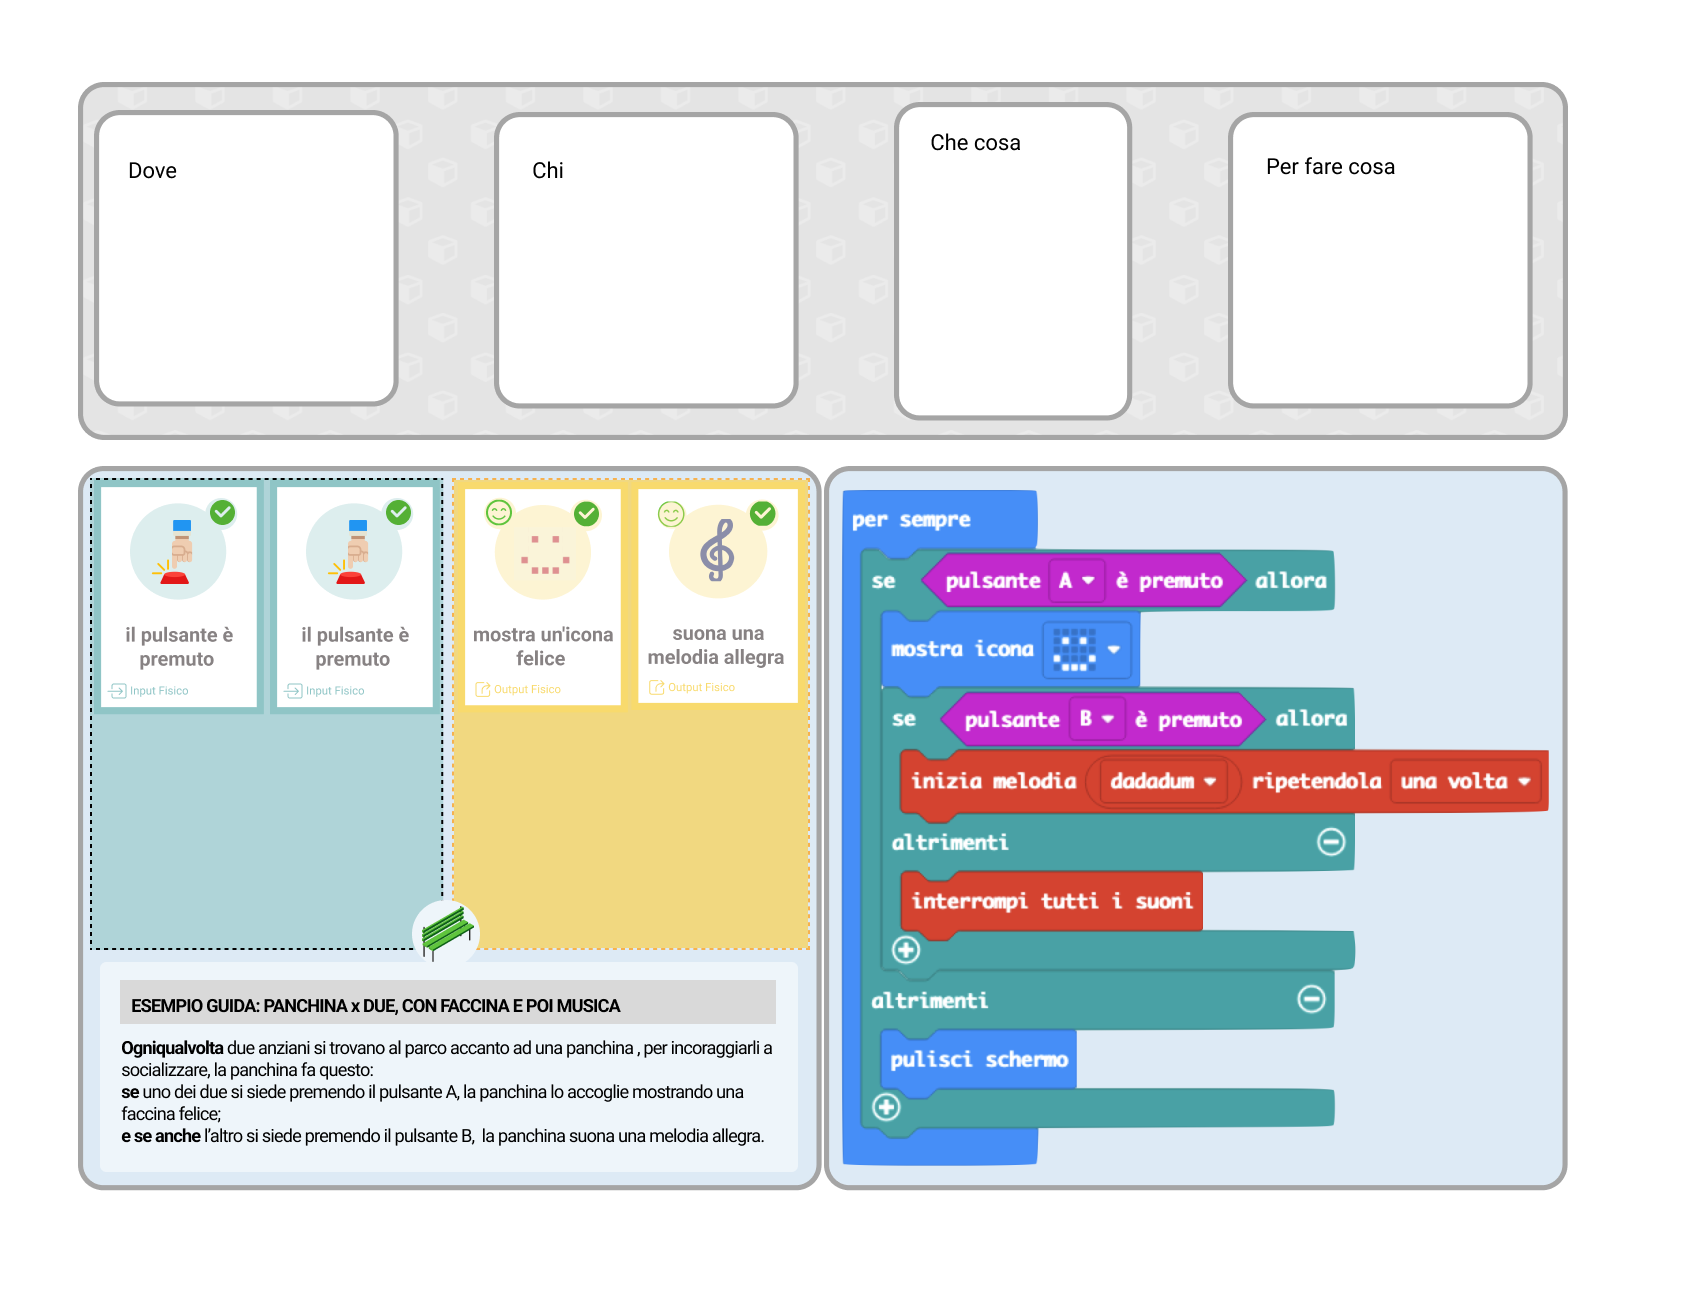 Dove
Chi
Che cosa
Per fare cosa
il pulsante è
premuto
Input Fisico
il pulsante è
premuto
Input Fisico
mostra un'icona
felice
Output Fisico
suona una
melodia allegra
Output Fisico
ESEMPIO GUIDA: PANCHINA x DUE, CON FACCINA E POI MUSICA
Ogniqualvolta due anziani si trovano al parco accanto ad una panchina , per incoraggiarli a
socializzare, la panchina fa questo:
se uno dei due si siede premendo il pulsante A, la panchina lo accoglie mostrando una
faccina felice;
e se anche l'altro si siede premendo il pulsante B, la panchina suona una melodia allegra.
per sempre
se pulsante A è premuto allora
mostra icona
se pulsante B è premuto allora
inizia melodia dadadum ripetendola una volta
altrimenti
interrompi tutti i suoni
altrimenti
pulisci schermo